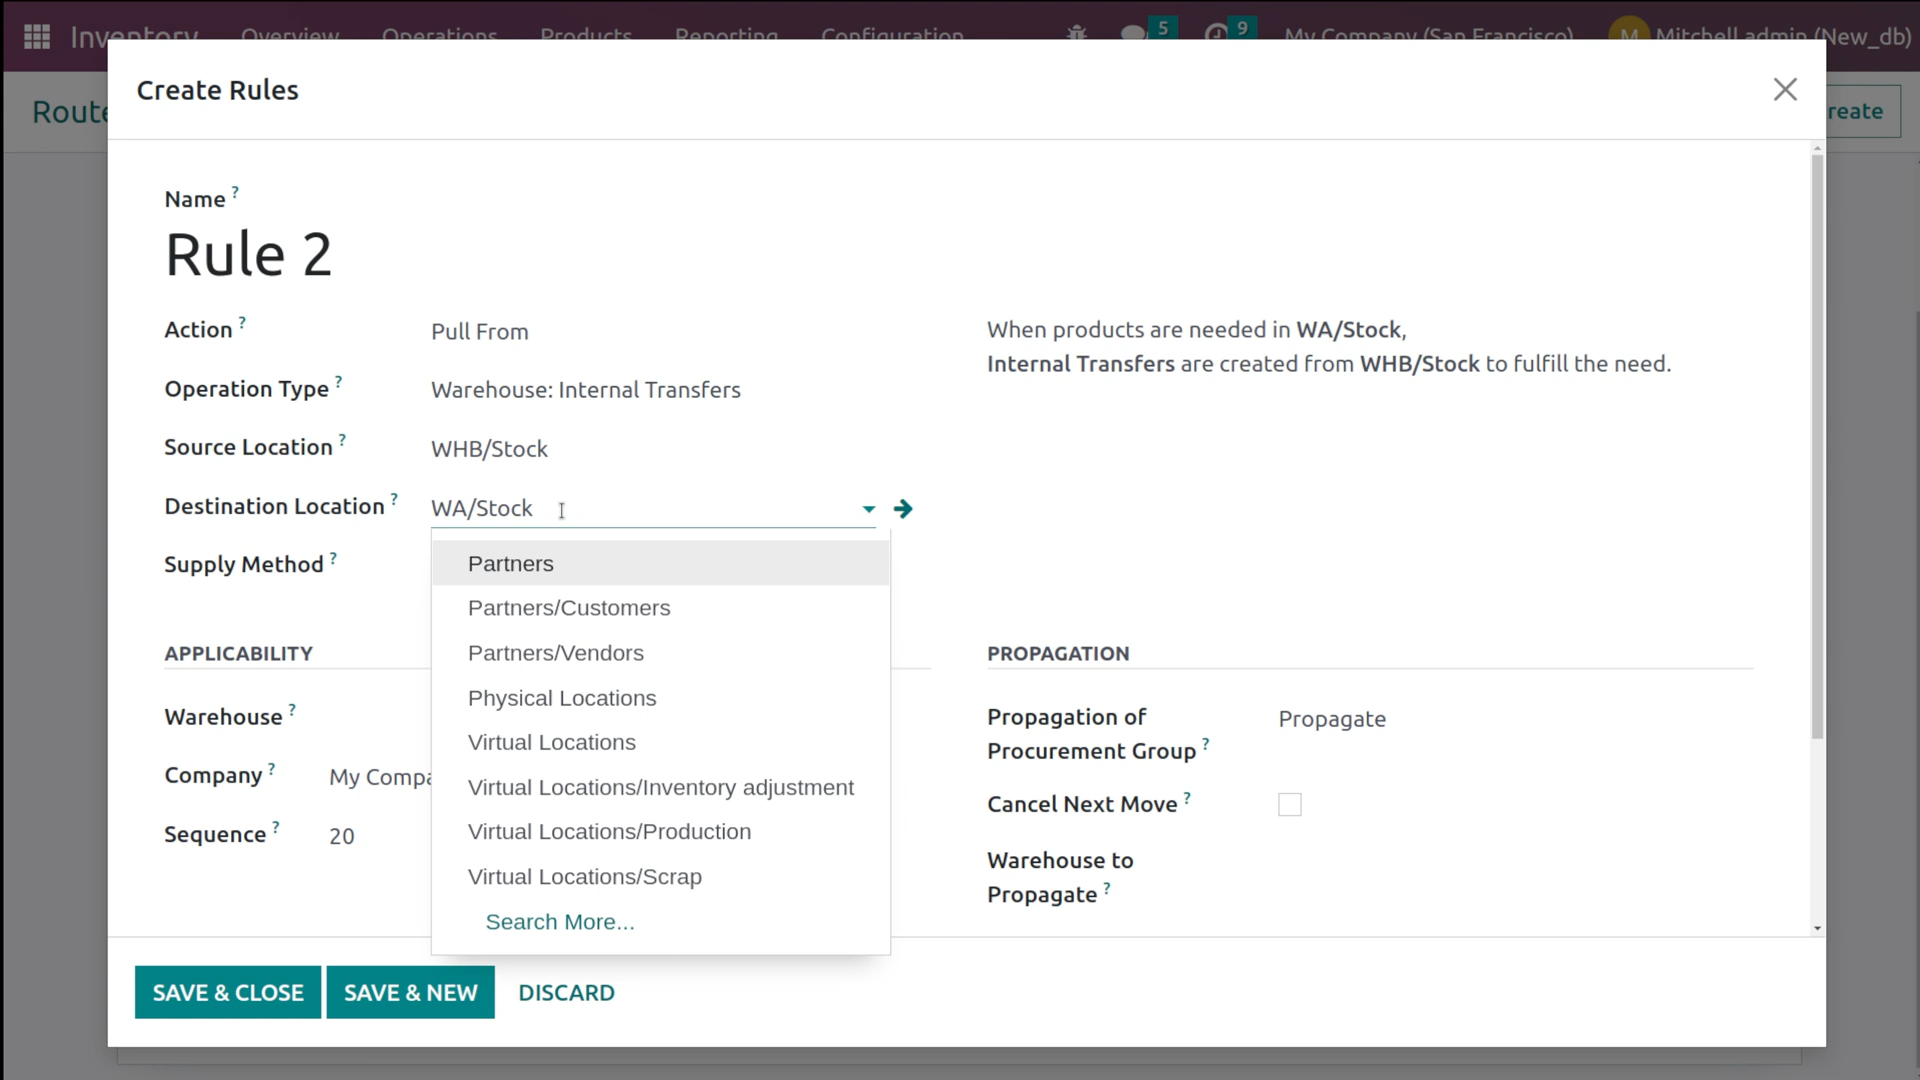 Inventory Overview Operations Products Reporting Configuration 5 9 My Company (San Francisco) M Mitchell admin (New_db)
Route
reate
Create Rules
Name ?
Rule 2
Action ? Pull From
When products are needed in WA/Stock,
Internal Transfers are created from WHB/Stock to fulfill the need.
Operation Type ? Warehouse: Internal Transfers
Source Location ? WHB/Stock
Destination Location ? WA/Stock
Supply Method ?
Partners
Partners/Customers
Partners/Vendors
Physical Locations
Virtual Locations
Virtual Locations/Inventory adjustment
Virtual Locations/Production
Virtual Locations/Scrap
Search More...
APPLICABILITY
Warehouse ?
Company ? My Compa
Sequence ? 20
PROPAGATION
Propagation of
Procurement Group ? Propagate
Cancel Next Move ?
Warehouse to
Propagate ?
SAVE & CLOSE SAVE & NEW DISCARD